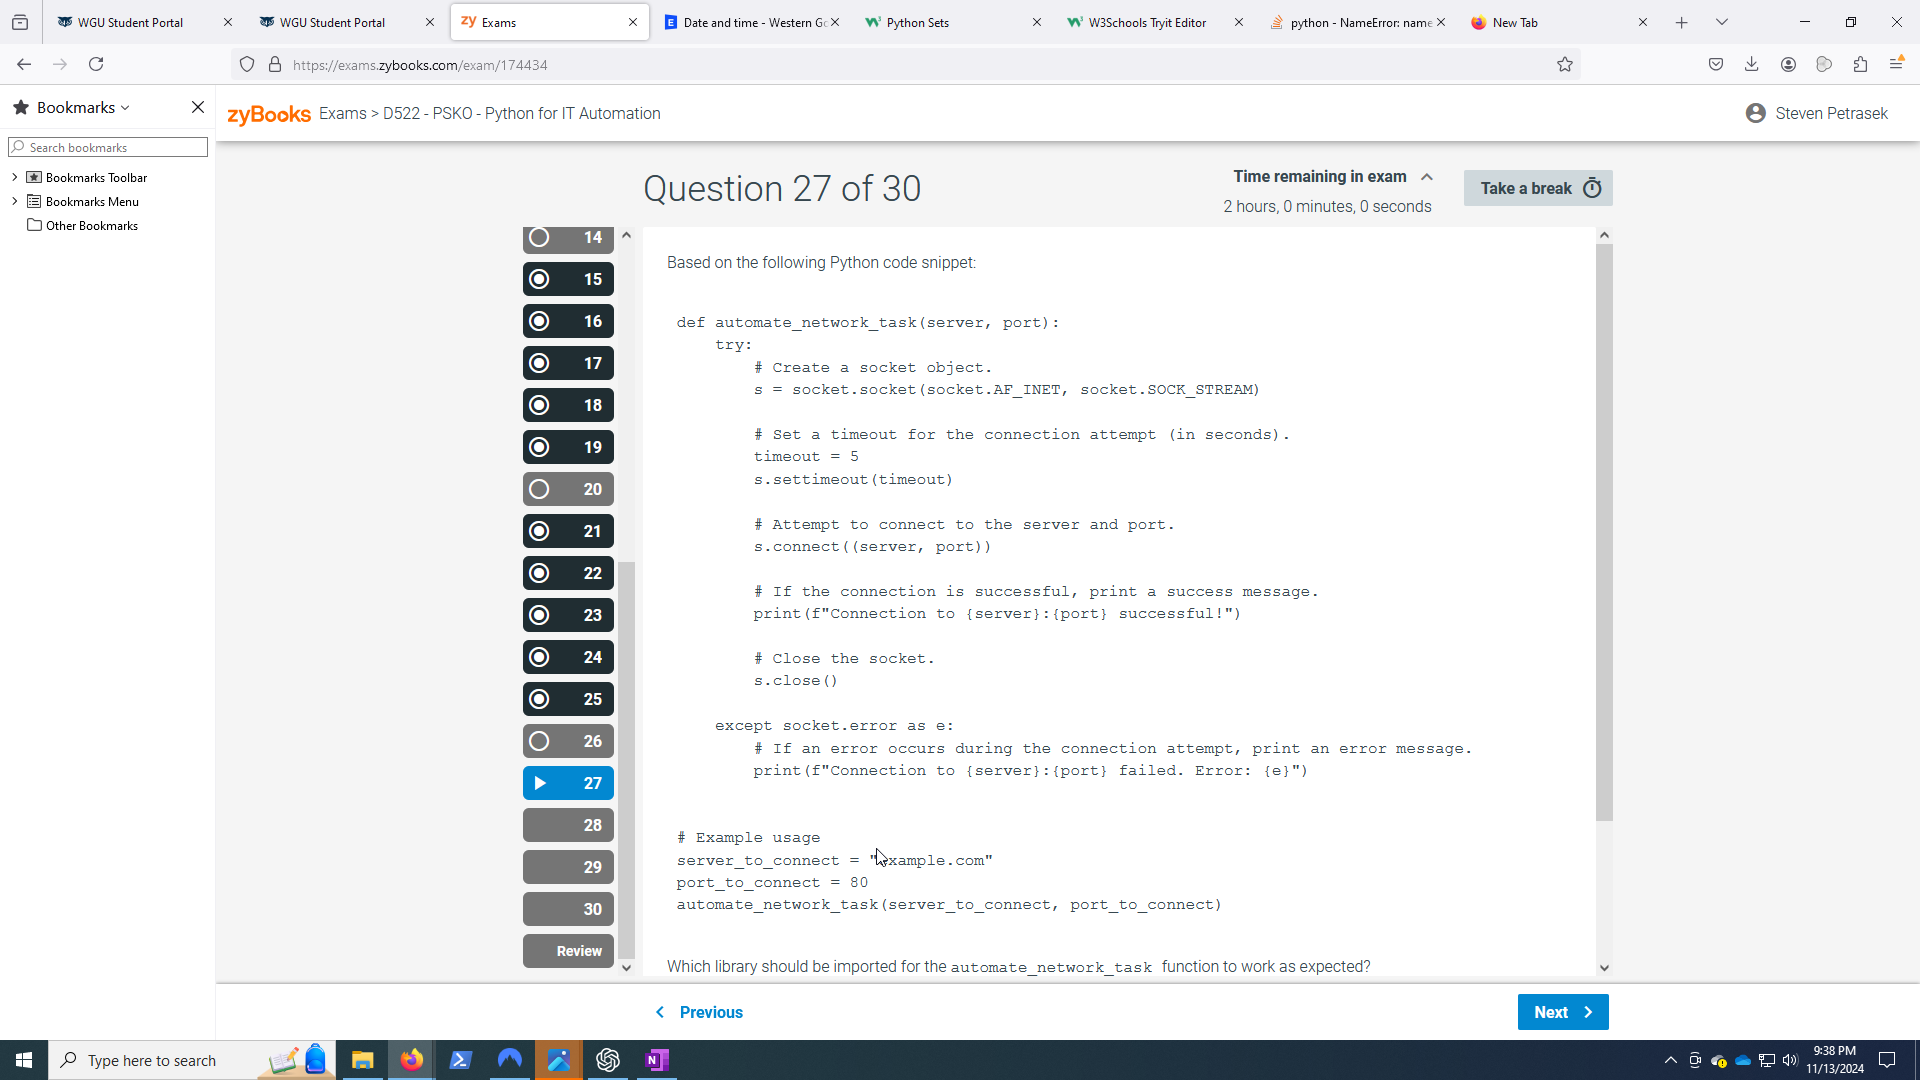 WGU Student Portal
WGU Student Portal
zy Exams
Date and time - Western Go
Python Sets
W3Schools Tryit Editor
python - NameError: name
New Tab
https://exams.zybooks.com/exam/174434
Bookmarks
Search bookmarks
Bookmarks Toolbar
Bookmarks Menu
Other Bookmarks
zyBooks Exams > D522 - PSKO - Python for IT Automation
Steven Petrasek
Question 27 of 30
Time remaining in exam
2 hours, 0 minutes, 0 seconds
Take a break
14
15
16
17
18
19
20
21
22
23
24
25
26
27
28
29
30
Review
Based on the following Python code snippet:
def automate_network_task(server, port):
    try:
        # Create a socket object.
        s = socket.socket(socket.AF_INET, socket.SOCK_STREAM)
        # Set a timeout for the connection attempt (in seconds).
        timeout = 5
        s.settimeout(timeout)
        # Attempt to connect to the server and port.
        s.connect((server, port))
        # If the connection is successful, print a success message.
        print(f"Connection to {server}:{port} successful!")
        # Close the socket.
        s.close()
    except socket.error as e:
        # If an error occurs during the connection attempt, print an error message.
        print(f"Connection to {server}:{port} failed. Error: {e}")
# Example usage
server_to_connect = "example.com"
port_to_connect = 80
automate_network_task(server_to_connect, port_to_connect)
Which library should be imported for the automate_network_task function to work as expected?
Previous
Next
Type here to search
9:38 PM
11/13/2024